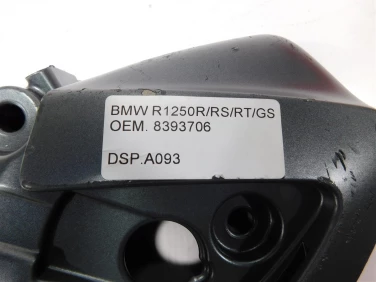 BMW R1250R/RS/RT/GS
OEM. 8393706
DSP.A093